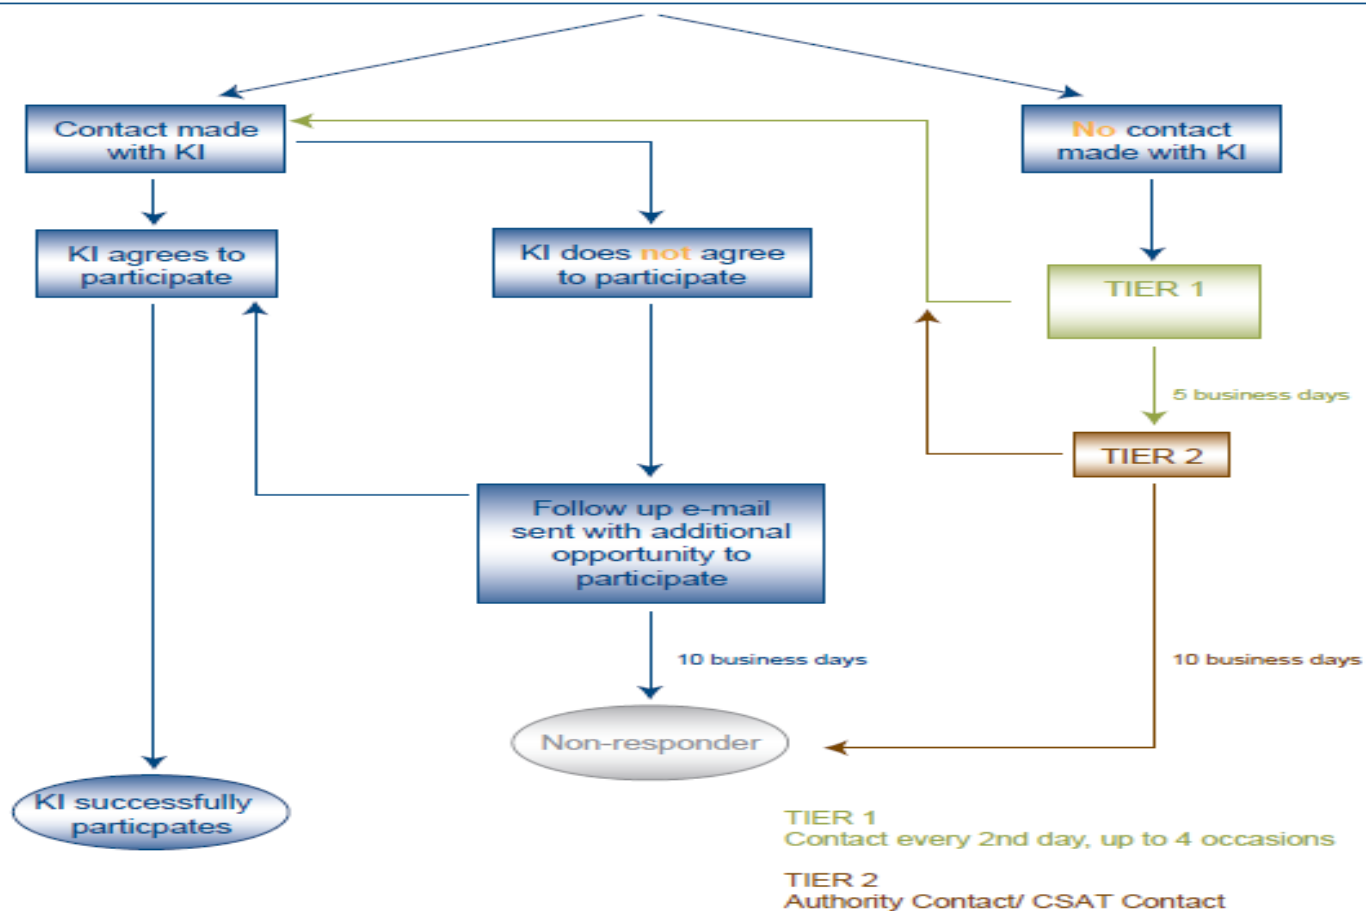 Contact made
with KI
No contact
made with KI
KI agrees to
participate
KI does not agree
to participate
TIER 1
5 business days
TIER 2
Follow up e-mail
sent with additional
opportunity to
participate
10 business days
10 business days
Non-responder
KI successfully
particpates
TIER 1
Contact every 2nd day, up to 4 occasions
TIER 2
Authority Contact/ CSAT Contact